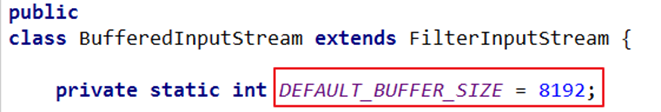 public
class BufferedInputStream extends FilterInputStream {
private static int DEFAULT_BUFFER_SIZE = 8192;